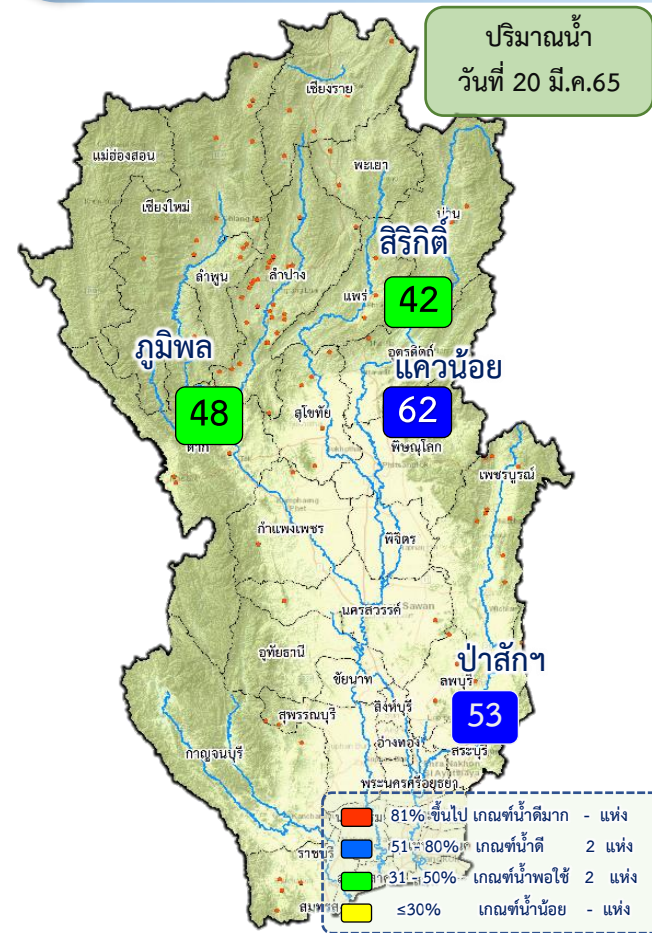 ปริมาณน้ำ
วันที่ 20 มี.ค.65
เชียงราย
แม่ฮ่องสอน
พะเยา
เชียงใหม่
น่าน
สิริกิติ์
ลำพูน
ลำปาง
42
แพร่
ภูมิพล
อุตรดิตถ์
แควน้อย
48
สุโขทัย
62
ตาก
พิษณุโลก
เพชรบูรณ์
กำแพงเพชร
พิจิตร
นครสวรรค์
อุทัยธานี
ป่าสักฯ
ชัยนาท
ลพบุรี
สุพรรณบุรี
สิงห์บุรี
53
อ่างทอง
กาญจนบุรี
สระบุรี
พระนครศรีอยุธยา
81% ขึ้นไป เกณฑ์น้ำดีมาก - แห่ง
51 - 80% เกณฑ์น้ำดี 2 แห่ง
ราชบุรี
31 - 50% เกณฑ์น้ำพอใช้ 2 แห่ง
≤30% เกณฑ์น้ำน้อย - แห่ง